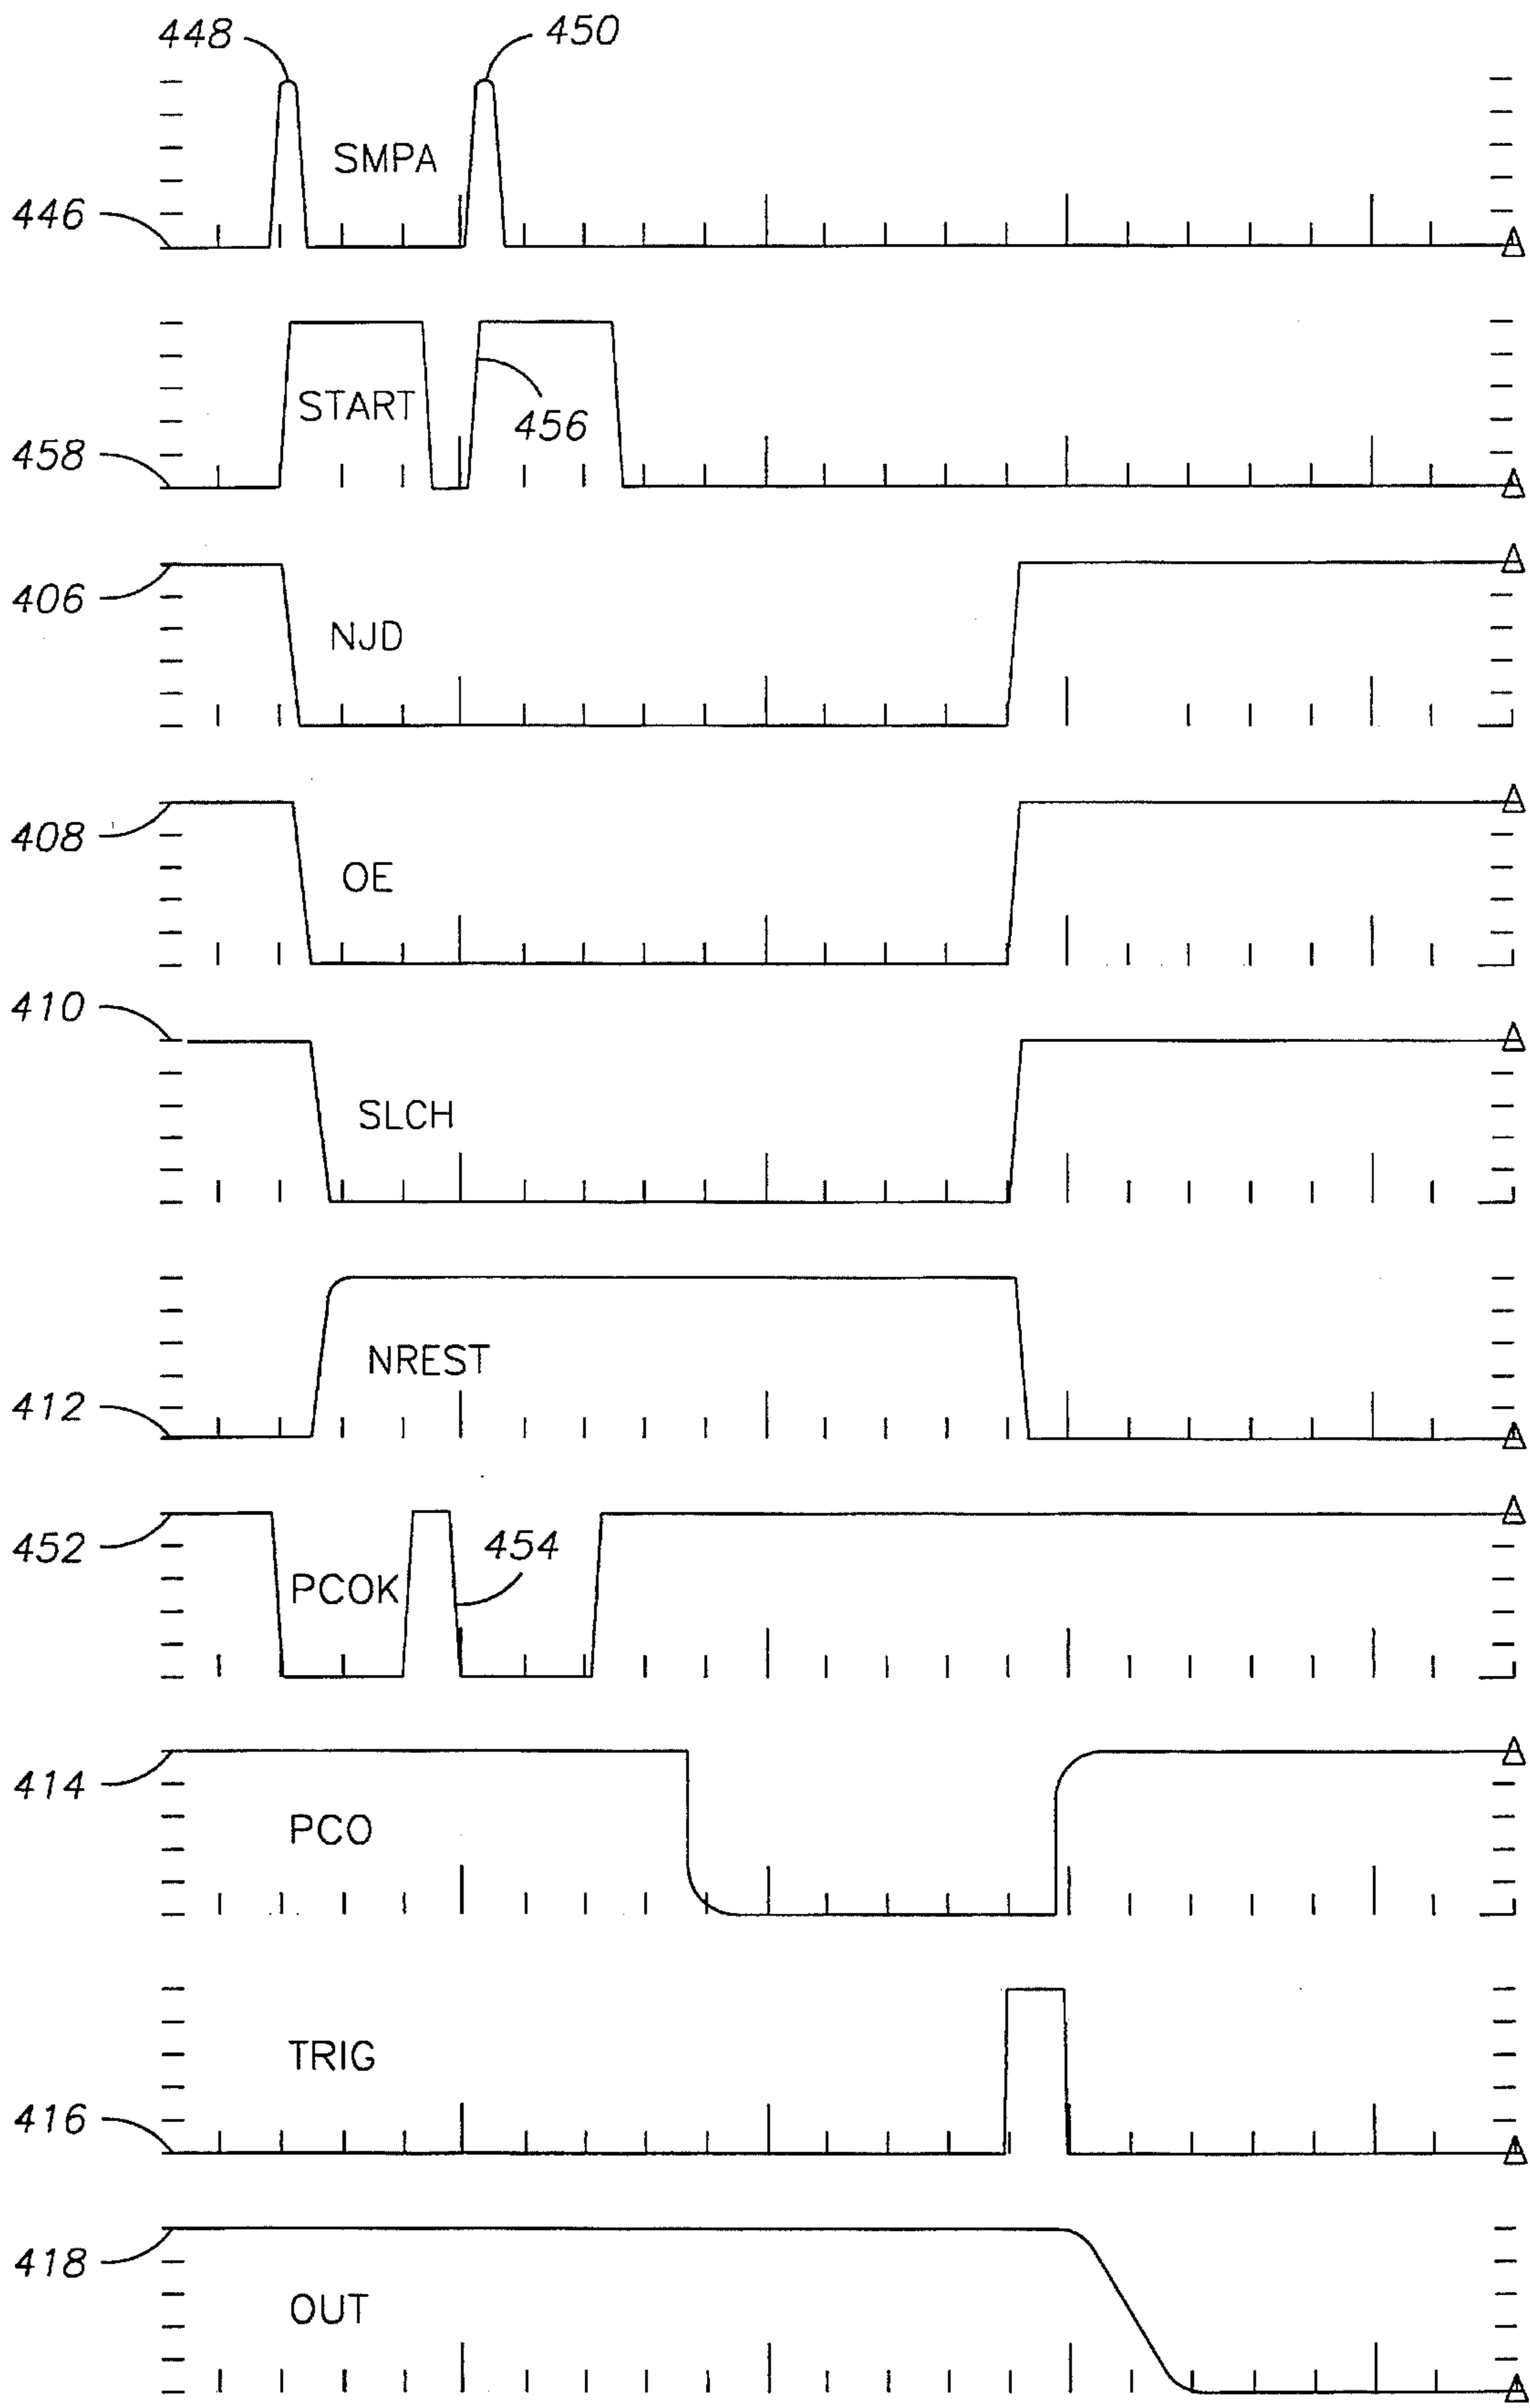 448
450
SMPA
446
START
456
458
406
NJD
408
OE
410
SLCH
NREST
412
452
454
PCOK
414
PCO
TRIG
416
418
OUT